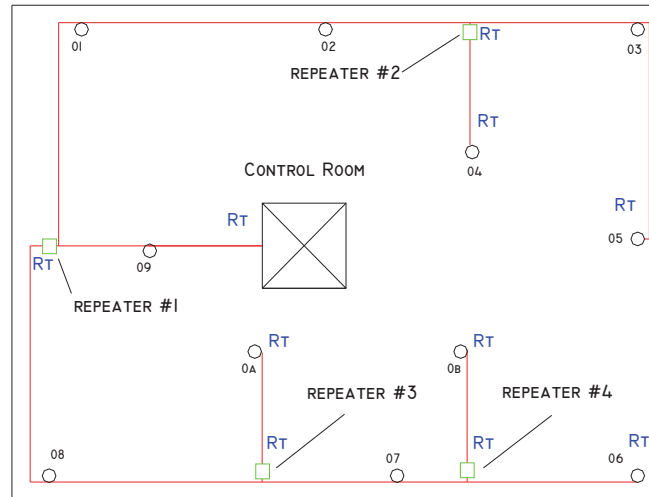 01
02
RT
03
REPEATER #2
RT
04
CONTROL ROOM
RT
RT
05
09
RT
REPEATER #1
RT
RT
0A
0B
REPEATER #3
REPEATER #4
RT
RT
08
07
06
RT